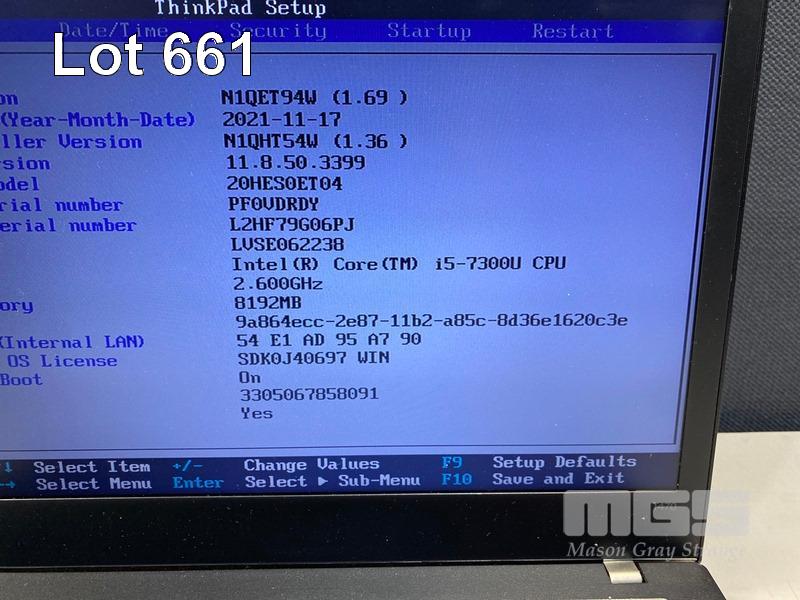 ThinkPad Setup
Date/Time Security Startup Restart
Lot 661
on N1QET94W (1.69 )
(Year-Month-Date) 2021-11-17
ller Version N1QHT54W (1.36 )
sion 11.8.50.3399
odel 20HES0ET04
rial number PF0VDRDY
erial number L2HF79G06PJ
LVSE062238
Intel(R) Core(TM) i5-7300U CPU
2.600GHz
ory 8192MB
9a864ecc-2e87-11b2-a85c-8d36e1620c3e
(Internal LAN) 54 E1 AD 95 A7 90
OS License SDK0J40697 WIN
Boot On
3305067858091
Yes
↓ Select Item +/- Change Values F9 Setup Defaults
→ Select Menu Enter Select ▶ Sub-Menu F10 Save and Exit
MGS
Mason Gray Strange